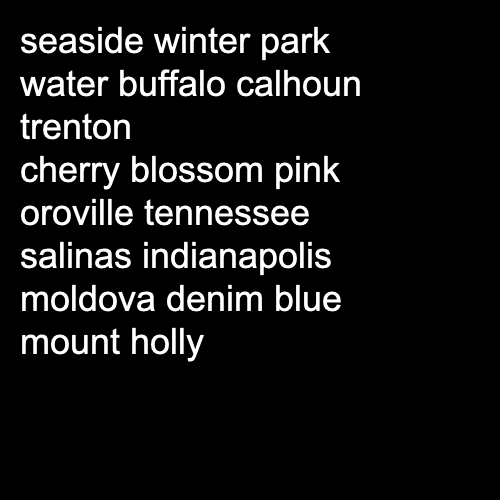 seaside winter park
water buffalo calhoun
trenton
cherry blossom pink
oroville tennessee
salinas indianapolis
moldova denim blue
mount holly